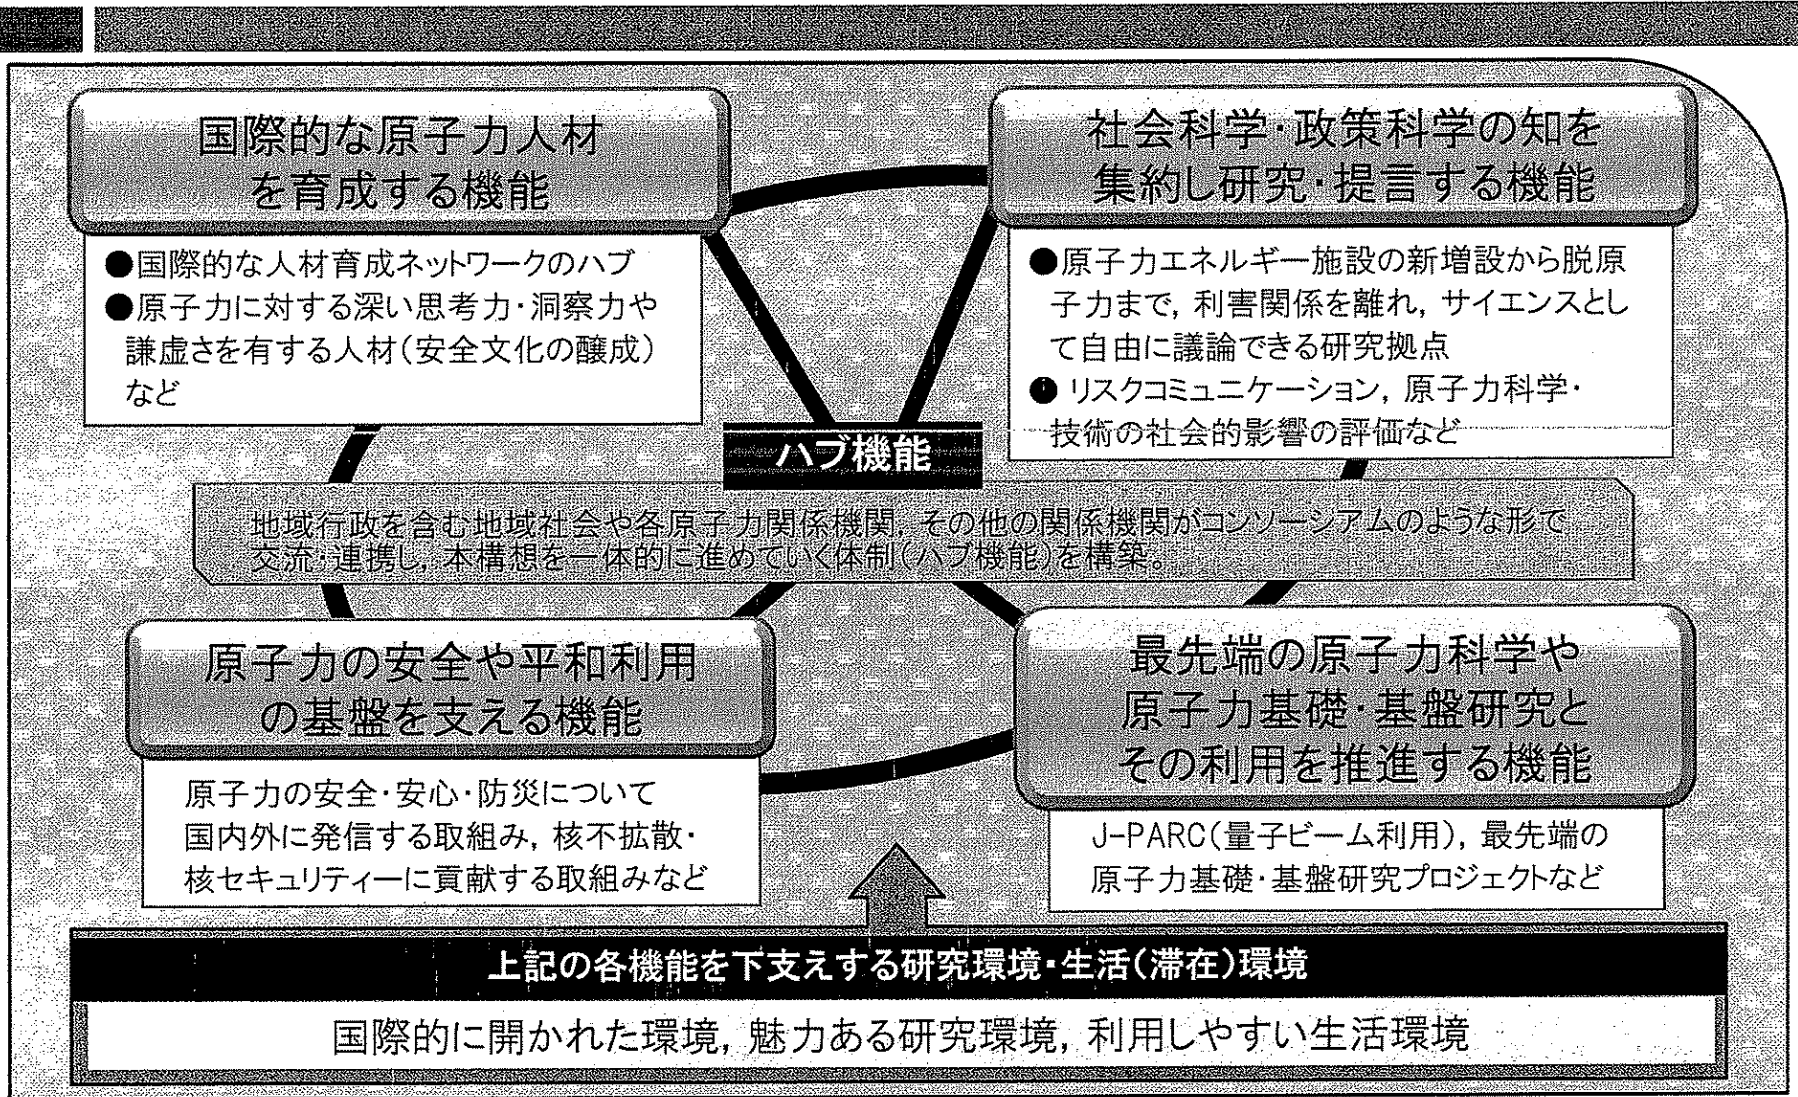 国際的な原子力人材
を育成する機能
●国際的な人材育成ネットワークのハブ
●原子力に対する深い思考力・洞察力や
謙虚さを有する人材(安全文化の醸成)
など
社会科学・政策科学の知を
集約し研究・提言する機能
●原子力エネルギー施設の新増設から脱原
子力まで, 利害関係を離れ, サイエンスとし
て自由に議論できる研究拠点
● リスクコミュニケーション, 原子力科学・
技術の社会的影響の評価など
ハブ機能
地域行政を含む地域社会や各原子力関係機関, その他の関係機関がコンソーシアムのような形で
交流・連携し, 本構想を一体的に進めていく体制(ハブ機能)を構築。
原子力の安全や平和利用
の基盤を支える機能
原子力の安全・安心・防災について
国内外に発信する取組み, 核不拡散・
核セキュリティーに貢献する取組みなど
最先端の原子力科学や
原子力基礎・基盤研究と
その利用を推進する機能
J-PARC(量子ビーム利用), 最先端の
原子力基礎・基盤研究プロジェクトなど
上記の各機能を下支えする研究環境・生活(滞在)環境
国際的に開かれた環境, 魅力ある研究環境, 利用しやすい生活環境